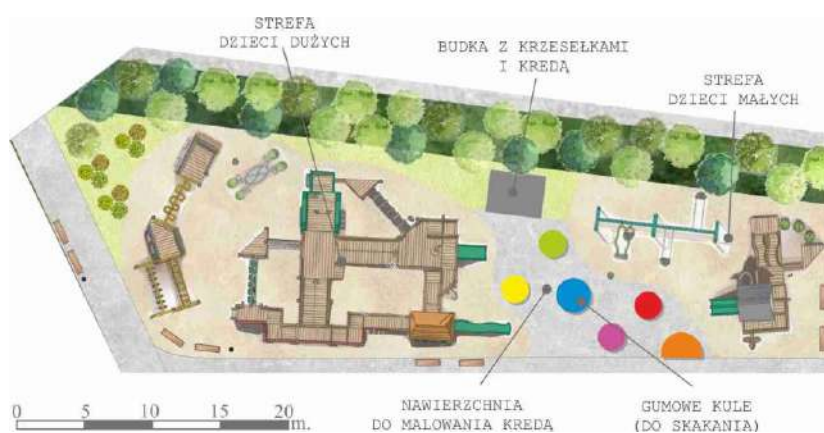 STREFA
DZIECI DUŻYCH
BUDKA Z KRZESEŁKAMI
I KREDĄ
STREFA
DZIECI MAŁYCH
NAWIERZCHNIA
DO MALOWANIA KREDĄ
GUMOWE KULE
(DO SKAKANIA)
0 5 10 15 20 m.